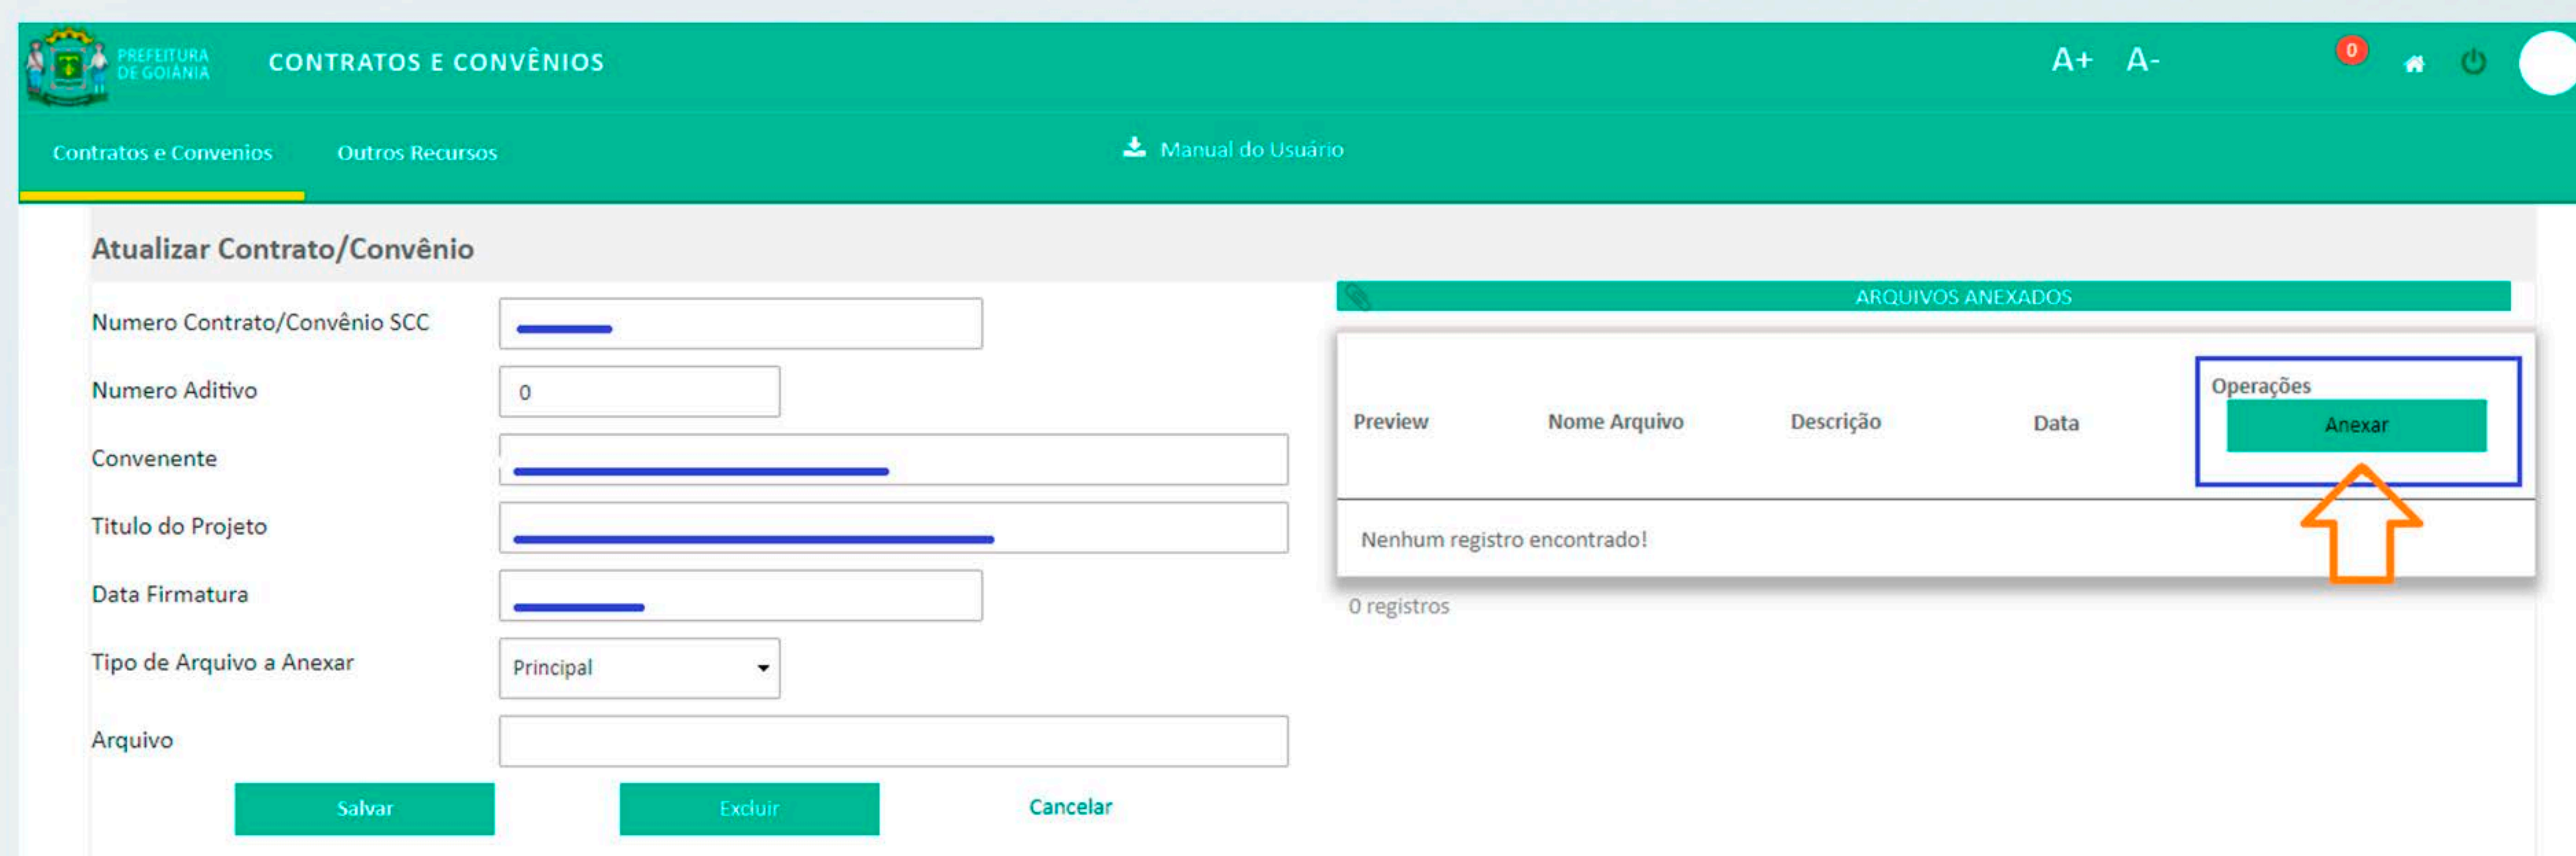 PREFEITURA
DE GOIÂNIA
CONTRATOS E CONVÊNIOS
A+ A-
0
Contratos e Convenios
Outros Recursos
Manual do Usuário
Atualizar Contrato/Convênio
Numero Contrato/Convênio SCC
Numero Aditivo
0
Convenente
Titulo do Projeto
Data Firmatura
Tipo de Arquivo a Anexar
Principal
Arquivo
Salvar
Excluir
Cancelar
ARQUIVOS ANEXADOS
Preview
Nome Arquivo
Descrição
Data
Operações
Anexar
Nenhum registro encontrado!
0 registros